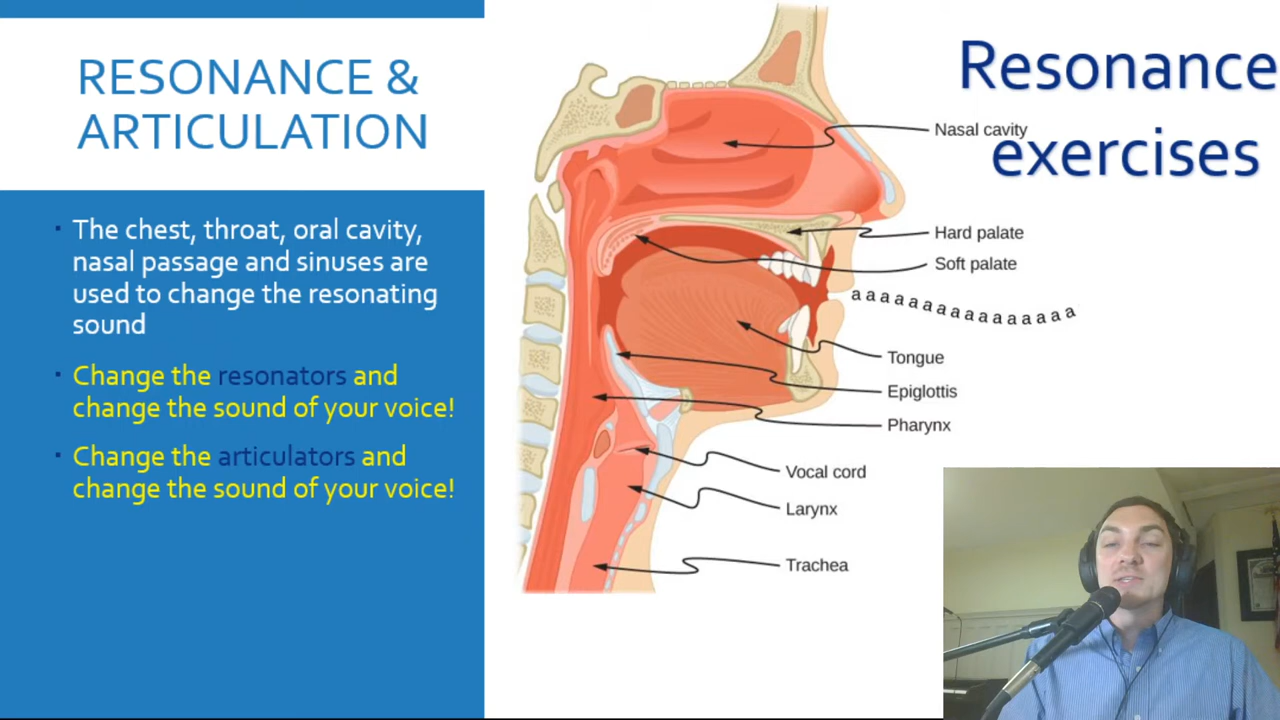 RESONANCE &
ARTICULATION
The chest, throat, oral cavity,
nasal passage and sinuses are
used to change the resonating
sound
Change the resonators and
change the sound of your voice!
Change the articulators and
change the sound of your voice!
Resonance
exercises
Nasal cavity
Hard palate
Soft palate
a a a a a a a a a a a a a a a a
Tongue
Epiglottis
Pharynx
Vocal cord
Larynx
Trachea